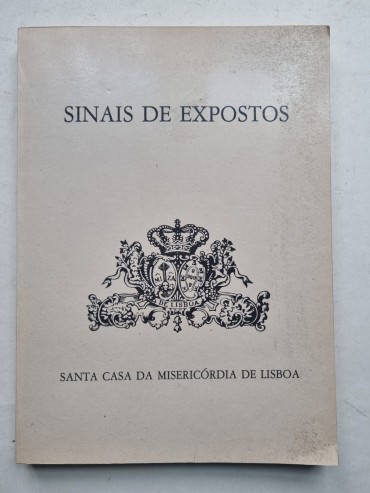 SINAIS DE EXPOSTOS
DE LISBOA
SANTA CASA DA MISERICÓRDIA DE LISBOA